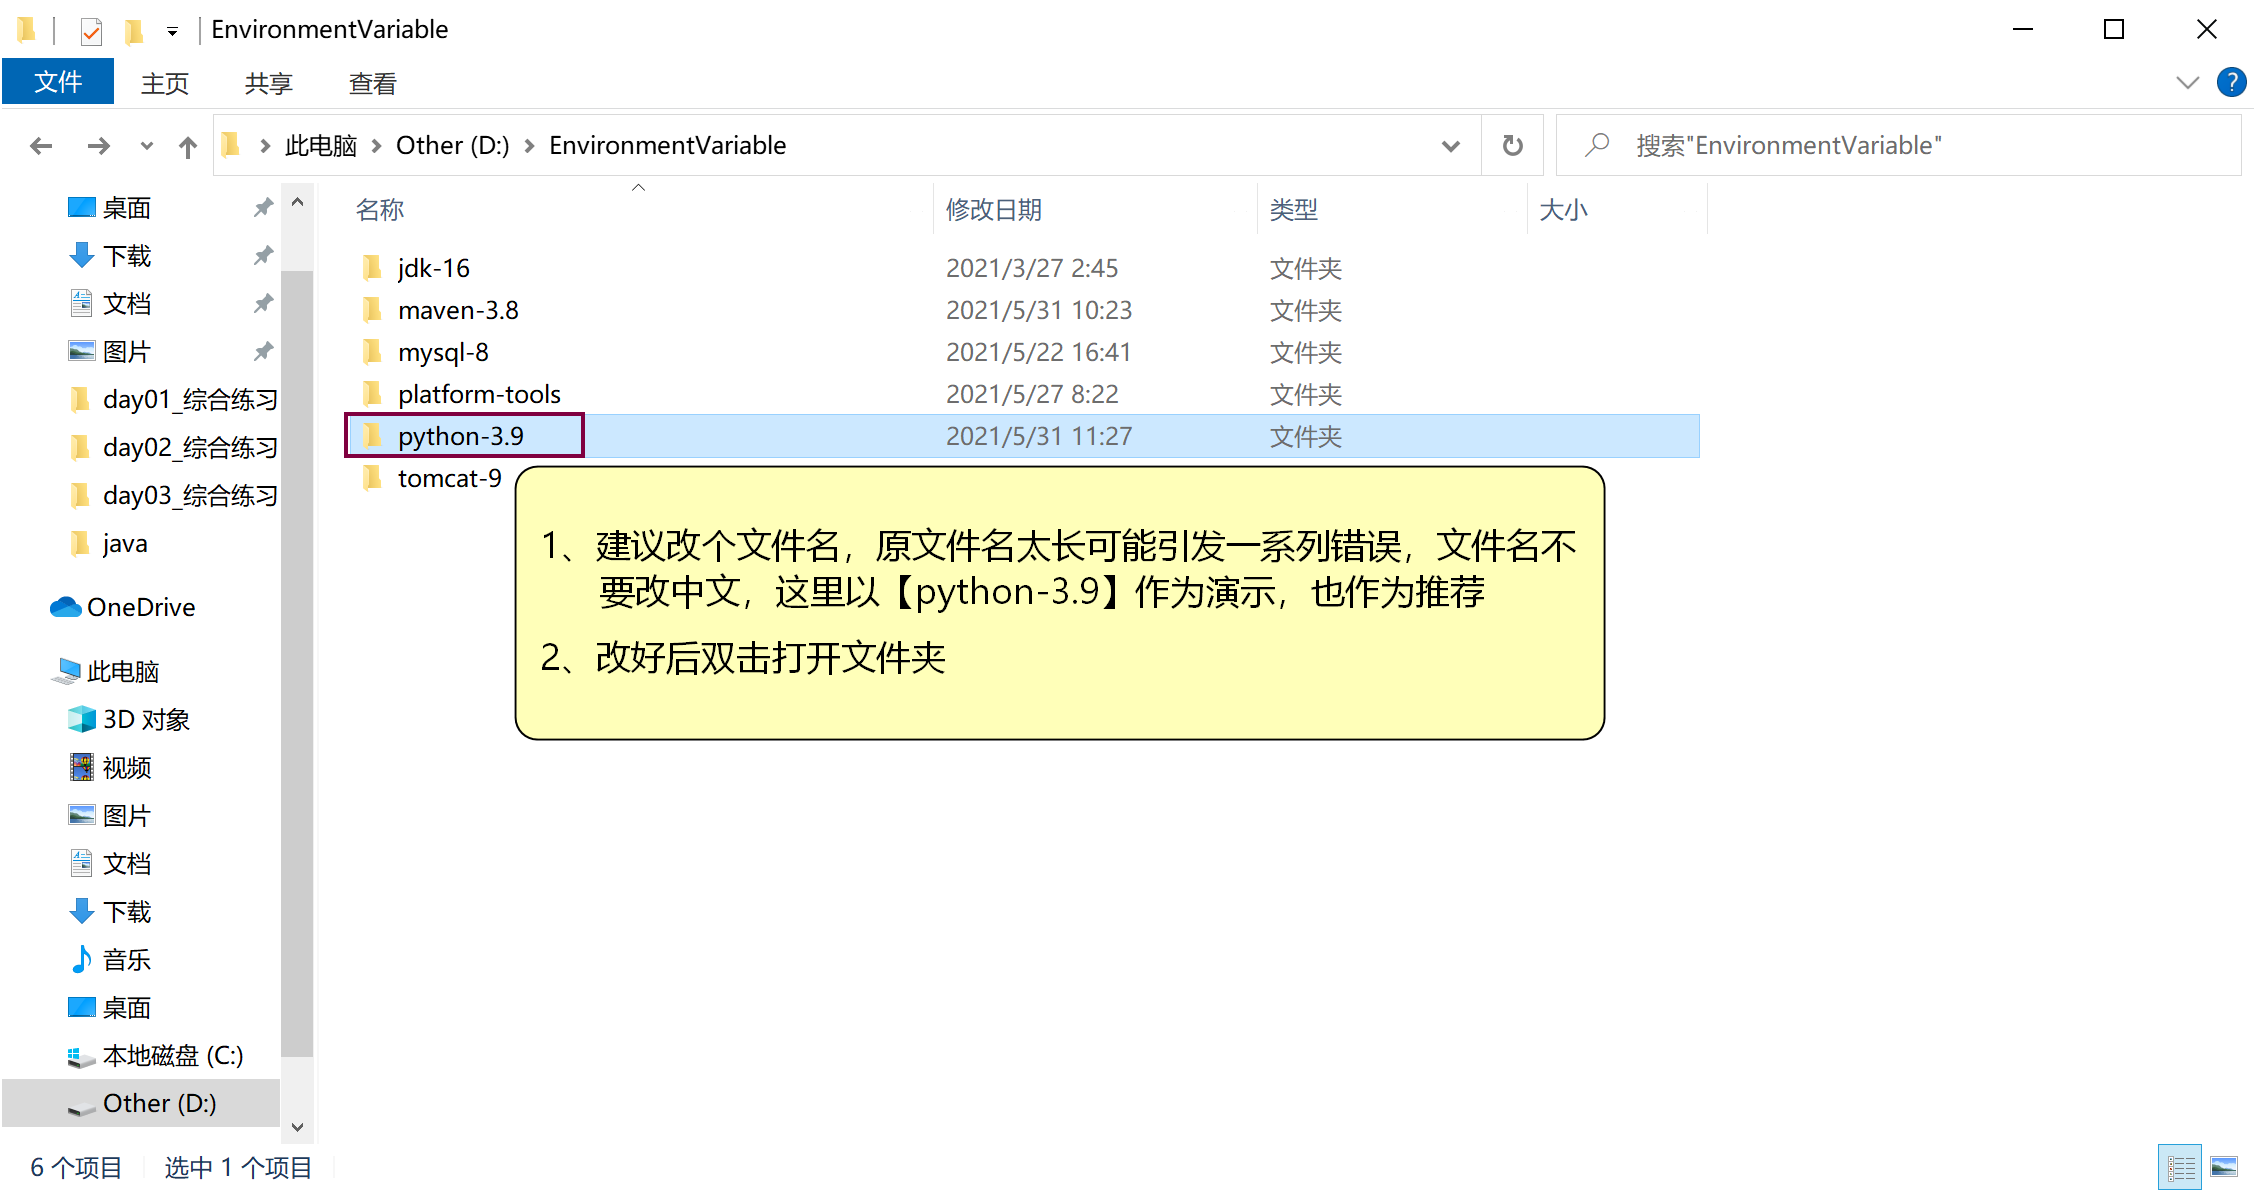 EnvironmentVariable
文件 主页 共享 查看
此电脑 Other (D:) EnvironmentVariable
搜索"EnvironmentVariable"
桌面
下载
文档
图片
day01_综合练习
day02_综合练习
day03_综合练习
java
OneDrive
此电脑
3D 对象
视频
图片
文档
下载
音乐
桌面
本地磁盘 (C:)
Other (D:)
名称 修改日期 类型 大小
jdk-16 2021/3/27 2:45 文件夹
maven-3.8 2021/5/31 10:23 文件夹
mysql-8 2021/5/22 16:41 文件夹
platform-tools 2021/5/27 8:22 文件夹
python-3.9 2021/5/31 11:27 文件夹
tomcat-9
1、建议改个文件名，原文件名太长可能引发一系列错误，文件名不
要改中文，这里以【python-3.9】作为演示，也作为推荐
2、改好后双击打开文件夹
6 个项目 选中 1 个项目